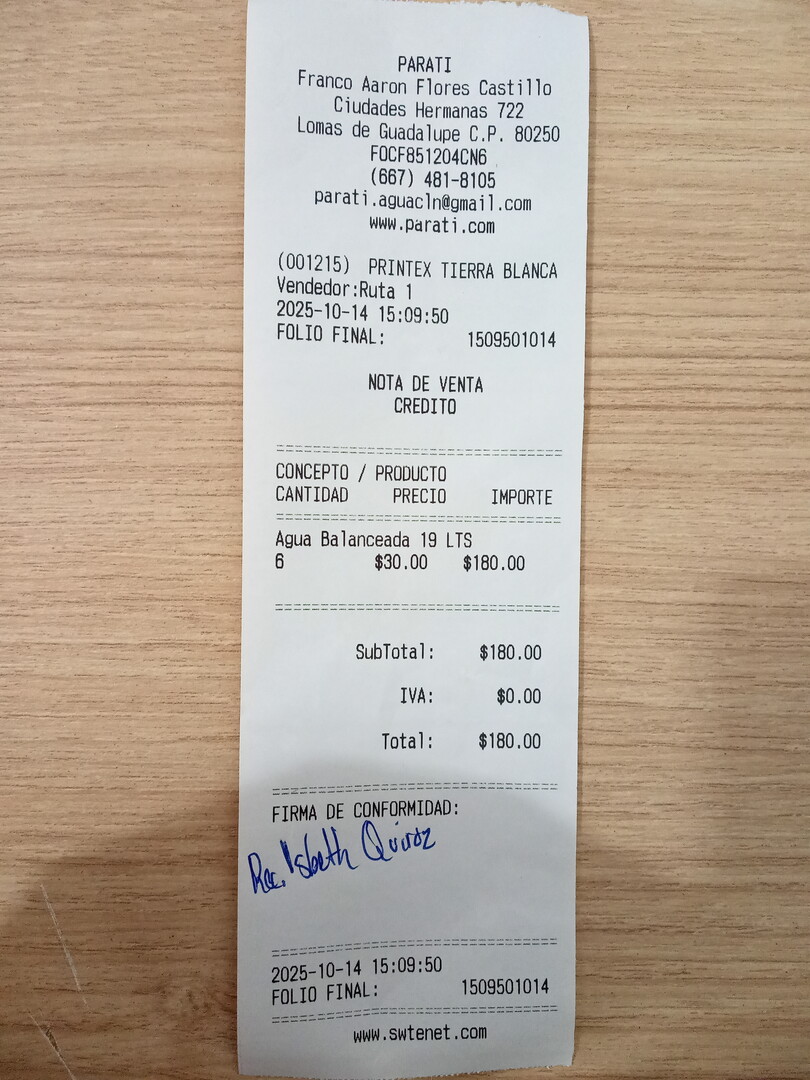 PARATI
Franco Aaron Flores Castillo
Ciudades Hermanas 722
Lomas de Guadalupe C.P. 80250
FOCF851204CN6
(667) 481-8105
parati.aguacln@gmail.com
www.parati.com
(001215) PRINTEX TIERRA BLANCA
Vendedor:Ruta 1
2025-10-14 15:09:50
FOLIO FINAL: 1509501014
NOTA DE VENTA
CREDITO
CONCEPTO / PRODUCTO
CANTIDAD PRECIO IMPORTE
Agua Balanceada 19 LTS
6 $30.00 $180.00
SubTotal: $180.00
IVA: $0.00
Total: $180.00
FIRMA DE CONFORMIDAD:
Rec. Isbeth Quiroz
2025-10-14 15:09:50
FOLIO FINAL: 1509501014
www.swtenet.com